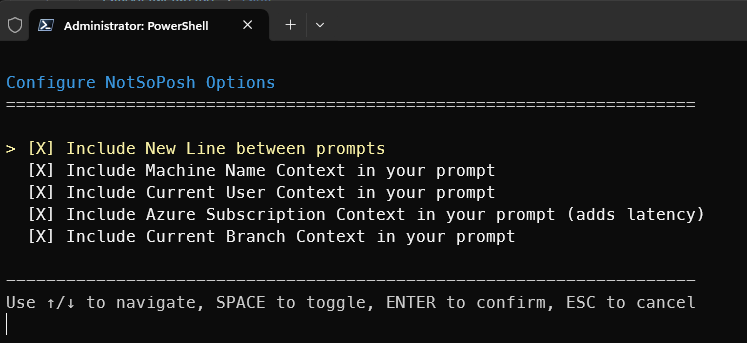 Administrator: PowerShell
Configure NotSoPosh Options
=====================================================================
> [X] Include New Line between prompts
[X] Include Machine Name Context in your prompt
[X] Include Current User Context in your prompt
[X] Include Azure Subscription Context in your prompt (adds latency)
[X] Include Current Branch Context in your prompt
---------------------------------------------------------------------
Use ↑/↓ to navigate, SPACE to toggle, ENTER to confirm, ESC to cancel